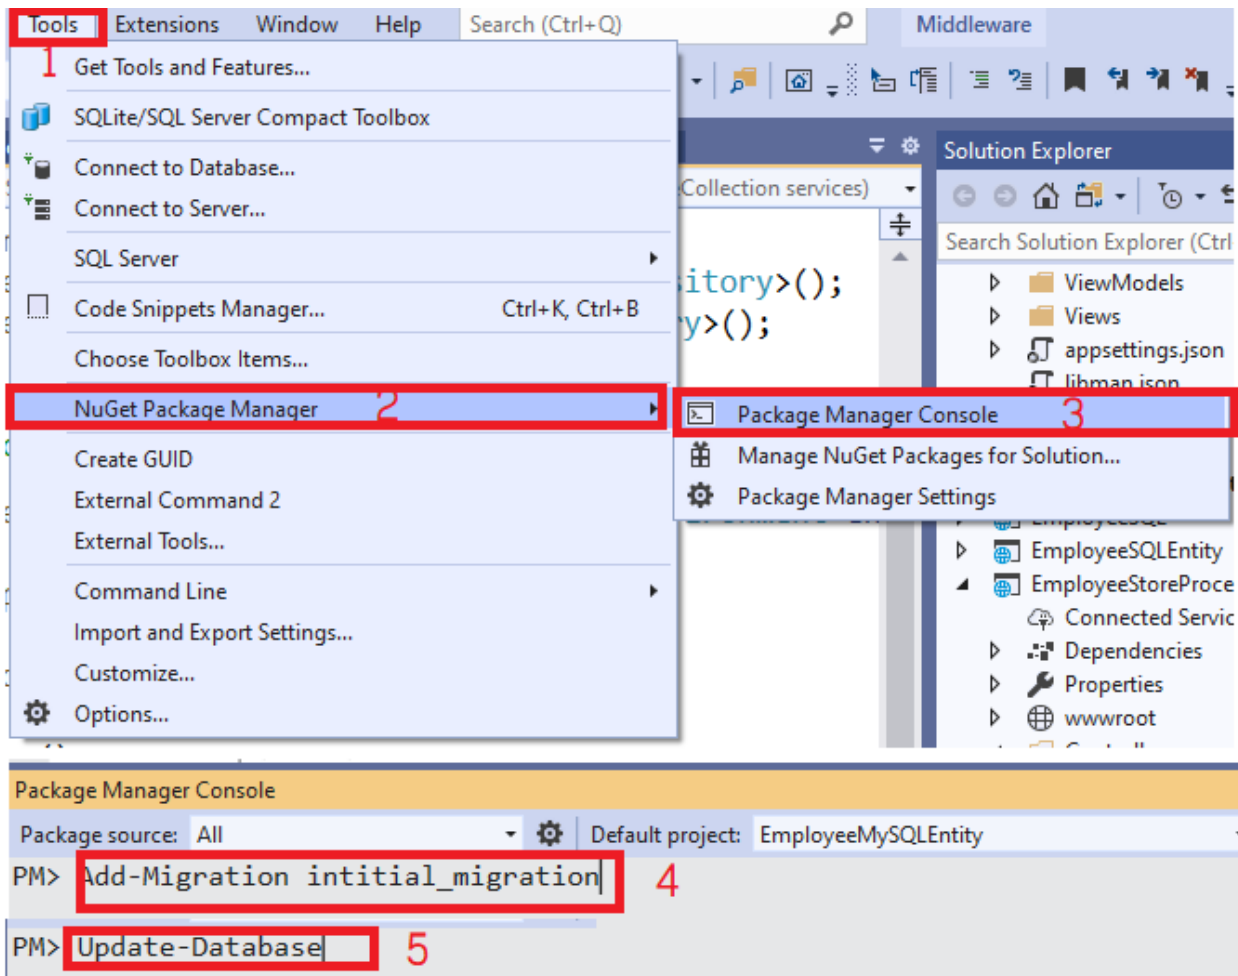 Tools Extensions Window Help Search (Ctrl+Q) Middleware
1
Get Tools and Features...
SQLite/SQL Server Compact Toolbox
Connect to Database...
Connect to Server...
SQL Server
Code Snippets Manager... Ctrl+K, Ctrl+B
Choose Toolbox Items...
NuGet Package Manager 2
Create GUID
External Command 2
External Tools...
Command Line
Import and Export Settings...
Customize...
Options...
Package Manager Console 3
Manage NuGet Packages for Solution...
Package Manager Settings
Collection services)
itory>();
y>();
Solution Explorer
Search Solution Explorer (Ctrl
ViewModels
Views
appsettings.json
libman.json
EmployeeSQL
EmployeeSQLEntity
EmployeeStoreProce
Connected Servic
Dependencies
Properties
wwwroot
Package Manager Console
Package source: All Default project: EmployeeMySQLEntity
PM> Add-Migration intitial_migration 4
PM> Update-Database 5